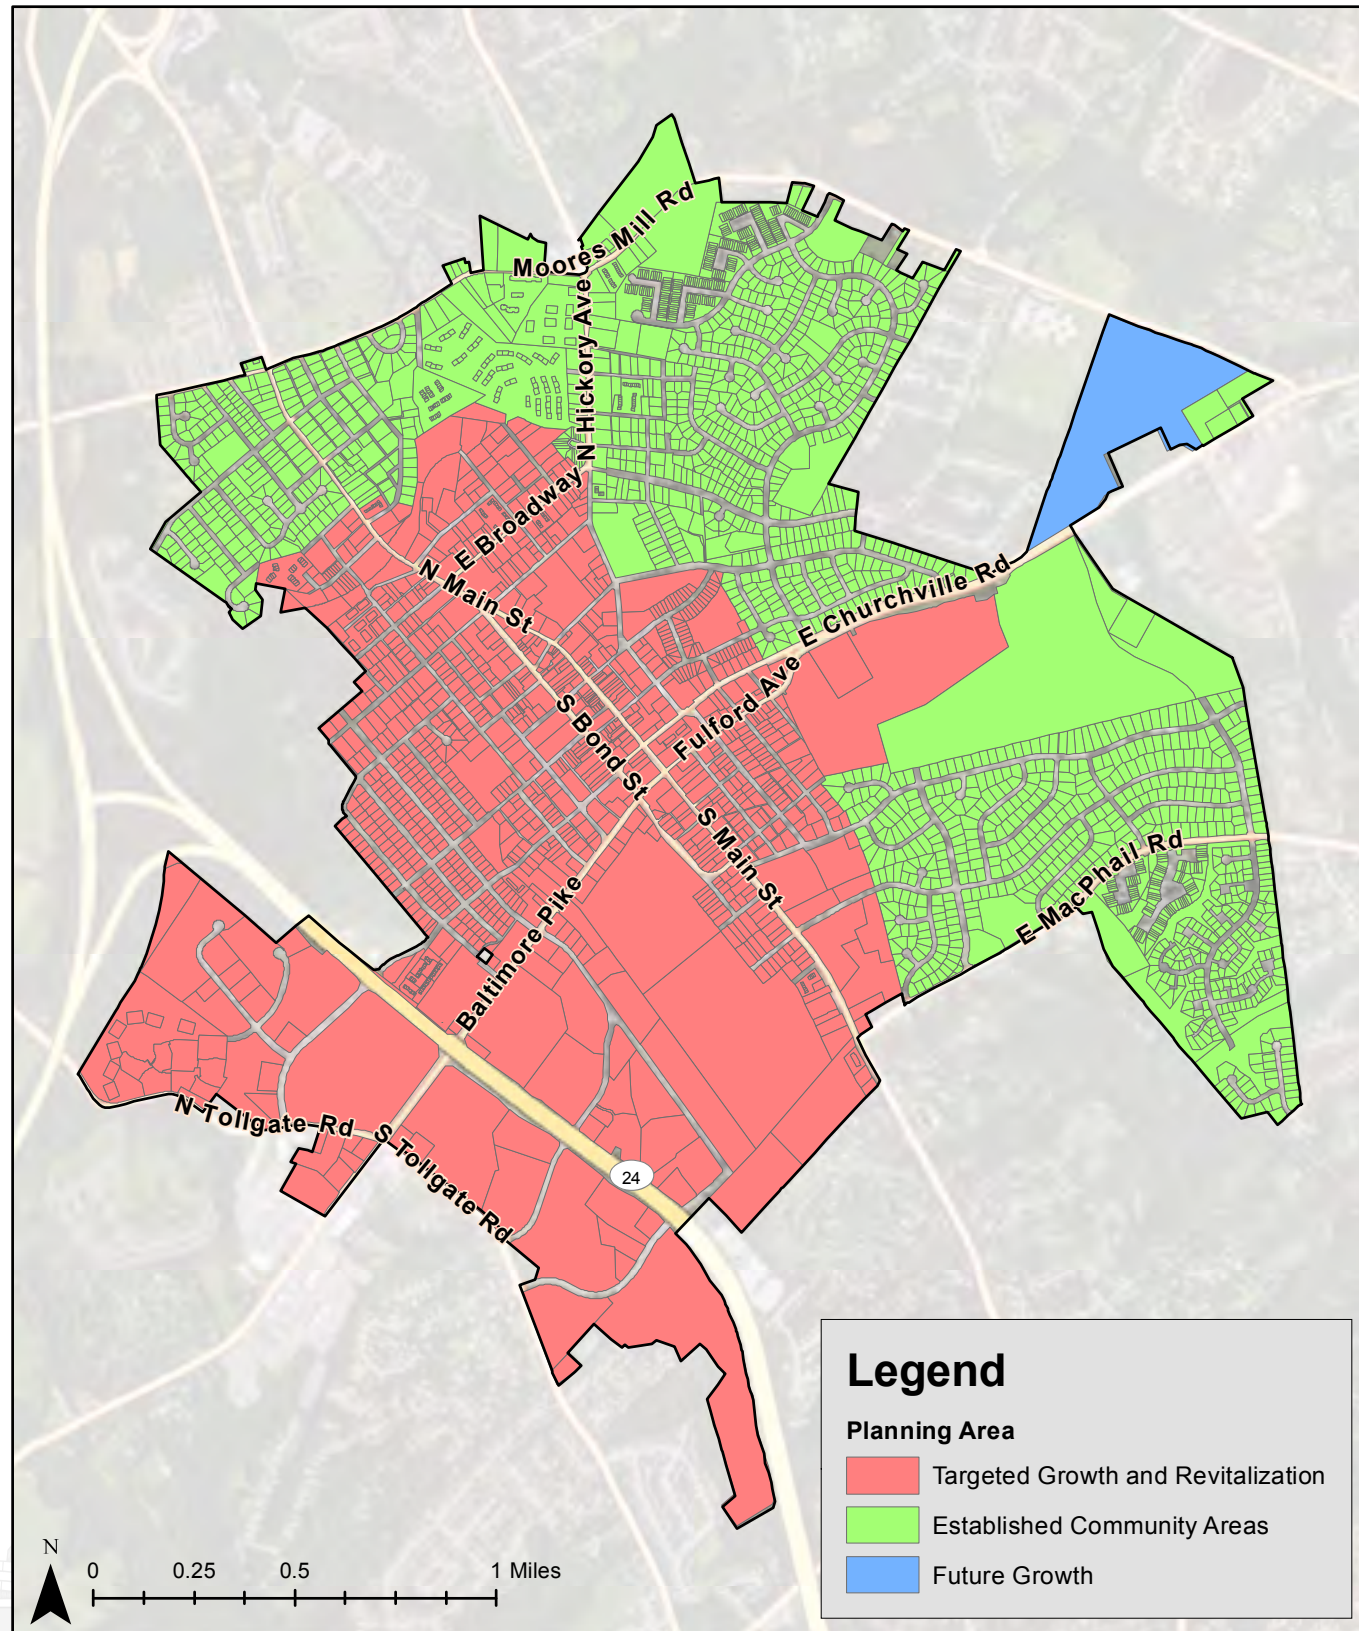 Moores Mill Rd
N Hickory Ave
E Broadway
N Main St
E Churchville Rd
Fulford Ave
S Bond St
S Main St
E MacPhail Rd
Baltimore Pike
N Tollgate Rd
S Tollgate Rd
24
Legend
Planning Area
Targeted Growth and Revitalization
Established Community Areas
Future Growth
N
0 0.25 0.5 1 Miles